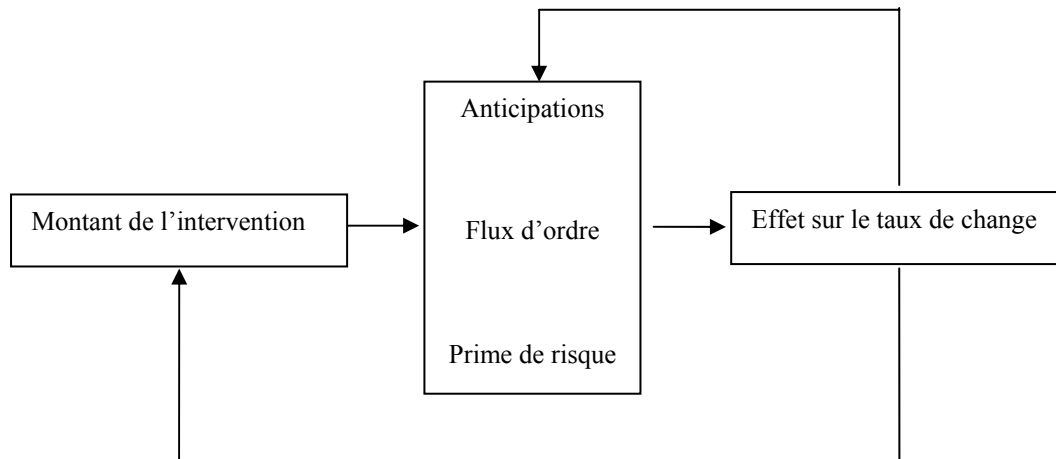 Anticipations
Montant de l’intervention
Flux d’ordre
Effet sur le taux de change
Prime de risque